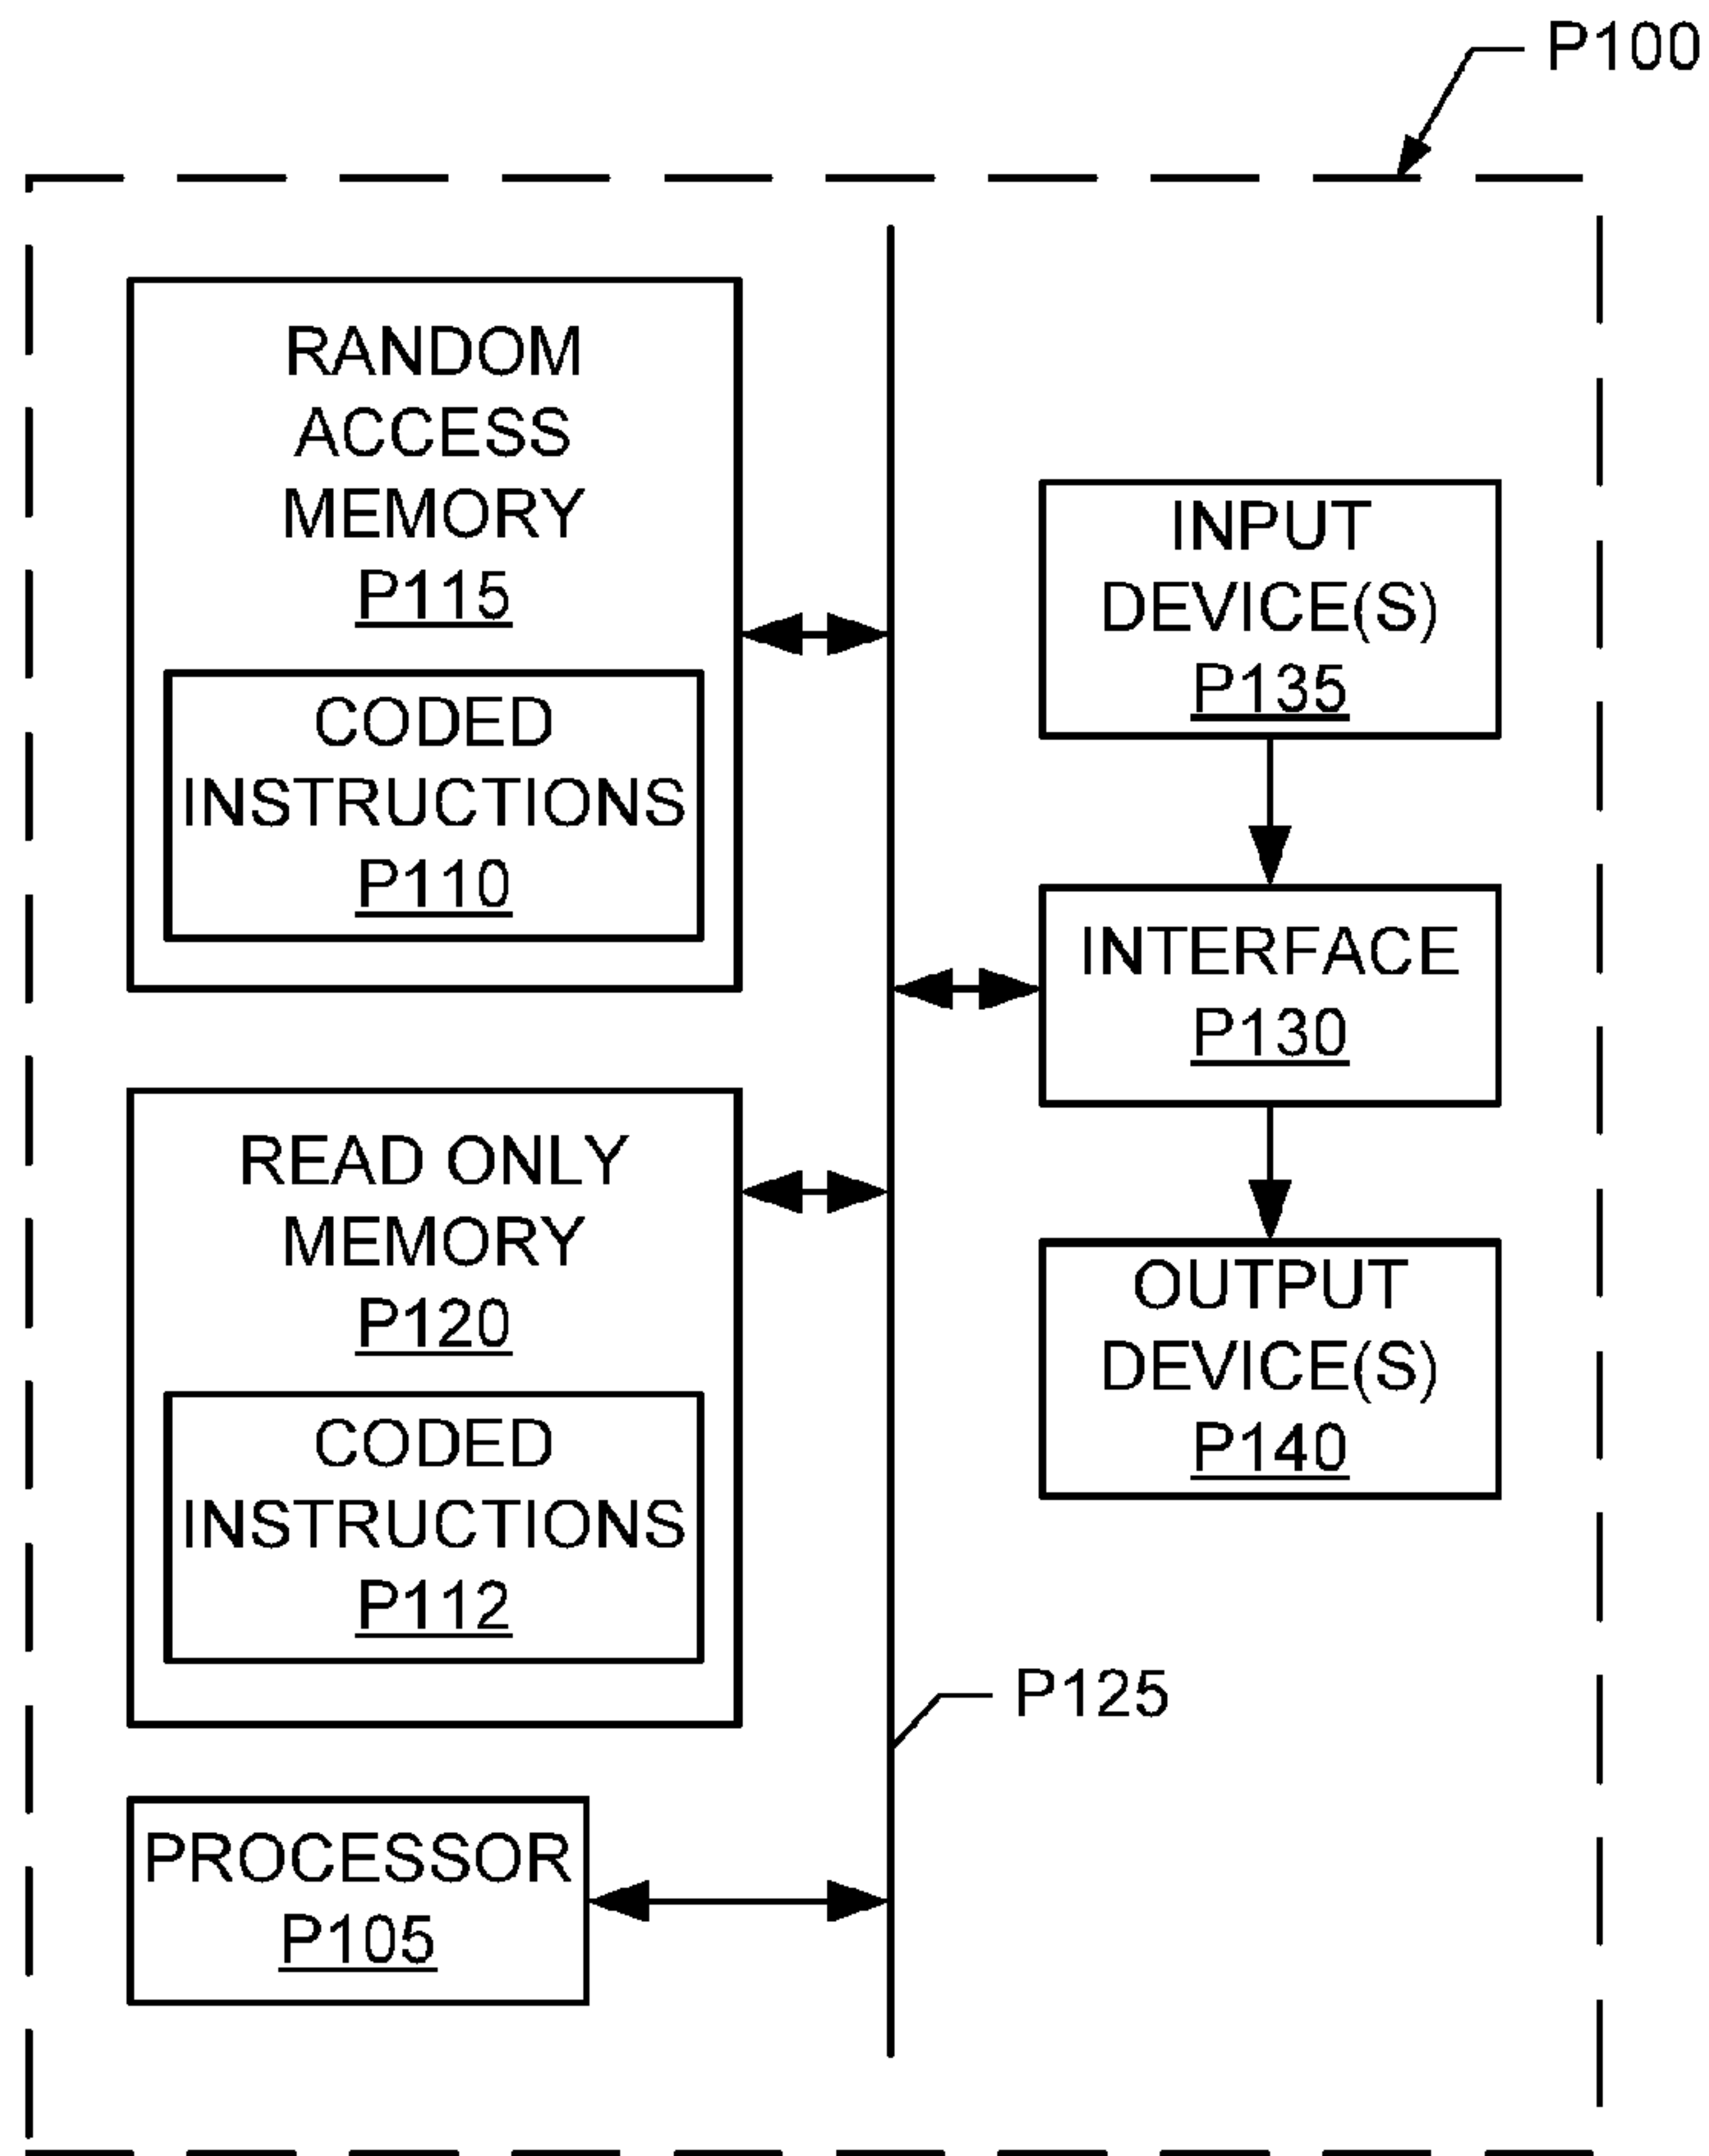 P100
RANDOM
ACCESS
MEMORY
P115
CODED
INSTRUCTIONS
P110
READ ONLY
MEMORY
P120
CODED
INSTRUCTIONS
P112
PROCESSOR
P105
INPUT
DEVICE(S)
P135
INTERFACE
P130
OUTPUT
DEVICE(S)
P140
P125